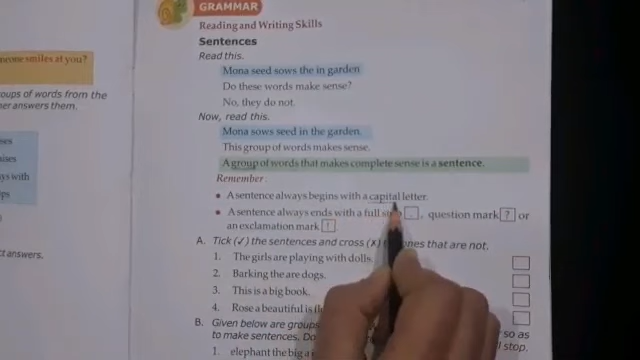 GRAMMAR
Reading and Writing Skills
Sentences
Read this.
Mona seed sows the in garden
Do these words make sense?
No, they do not.
Now, read this.
Mona sows seed in the garden.
This group of words makes sense.
A group of words that makes complete sense is a sentence.
Remember:
• A sentence always begins with a capital letter.
• A sentence always ends with a full [.], question mark [?] or
an exclamation mark [!]
A. Tick (✓) the sentences and cross (✗) ones that are not.
1. The girls are playing with dolls.
2. Barking the are dogs.
3. This is a big book.
4. Rose a beautiful is
B. Given below are groups so as
to make sentences. Do stop.
1. elephant the big a
smiles at you?
oups of words from the
er answers them.
with
ct answers.